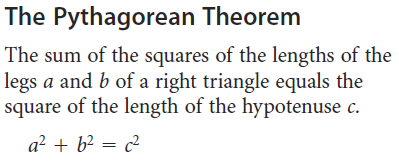 The Pythagorean Theorem
The sum of the squares of the lengths of the
legs a and b of a right triangle equals the
square of the length of the hypotenuse c.
a² + b² = c²